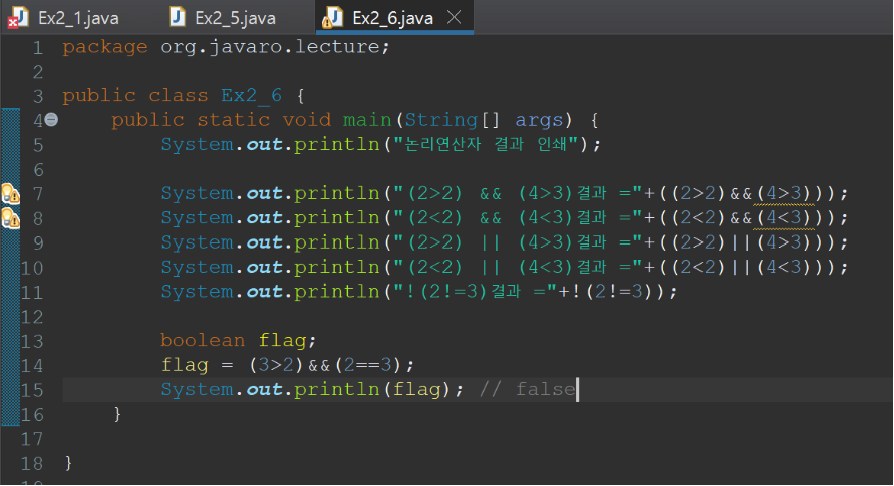 Ex2_1.java Ex2_5.java Ex2_6.java
1 package org.javaro.lecture;
2
3 public class Ex2_6 {
4 public static void main(String[] args) {
5 System.out.println("논리연산자 결과 인쇄");
6
7 System.out.println("(2>2) && (4>3)결과 ="+((2>2)&&(4>3)));
8 System.out.println("(2<2) && (4<3)결과 ="+((2<2)&&(4<3)));
9 System.out.println("(2>2) || (4>3)결과 ="+((2>2)||(4>3)));
10 System.out.println("(2<2) || (4<3)결과 ="+((2<2)||(4<3)));
11 System.out.println("!(2!=3)결과 ="+!(2!=3));
12
13 boolean flag;
14 flag = (3>2)&&(2==3);
15 System.out.println(flag); // false
16 }
17
18 }